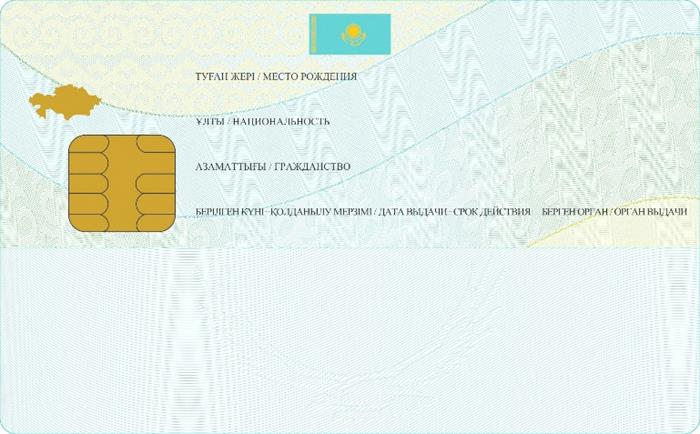 ТУҒАН ЖЕРІ / МЕСТО РОЖДЕНИЯ
ҰЛТЫ / НАЦИОНАЛЬНОСТЬ
АЗАМАТТЫҒЫ / ГРАЖДАНСТВО
БЕРІЛГЕН КҮНІ - ҚОЛДАНЫЛУ МЕРЗІМІ / ДАТА ВЫДАЧИ - СРОК ДЕЙСТВИЯ БЕРГЕН ОРГАН / ОРГАН ВЫДАЧИ